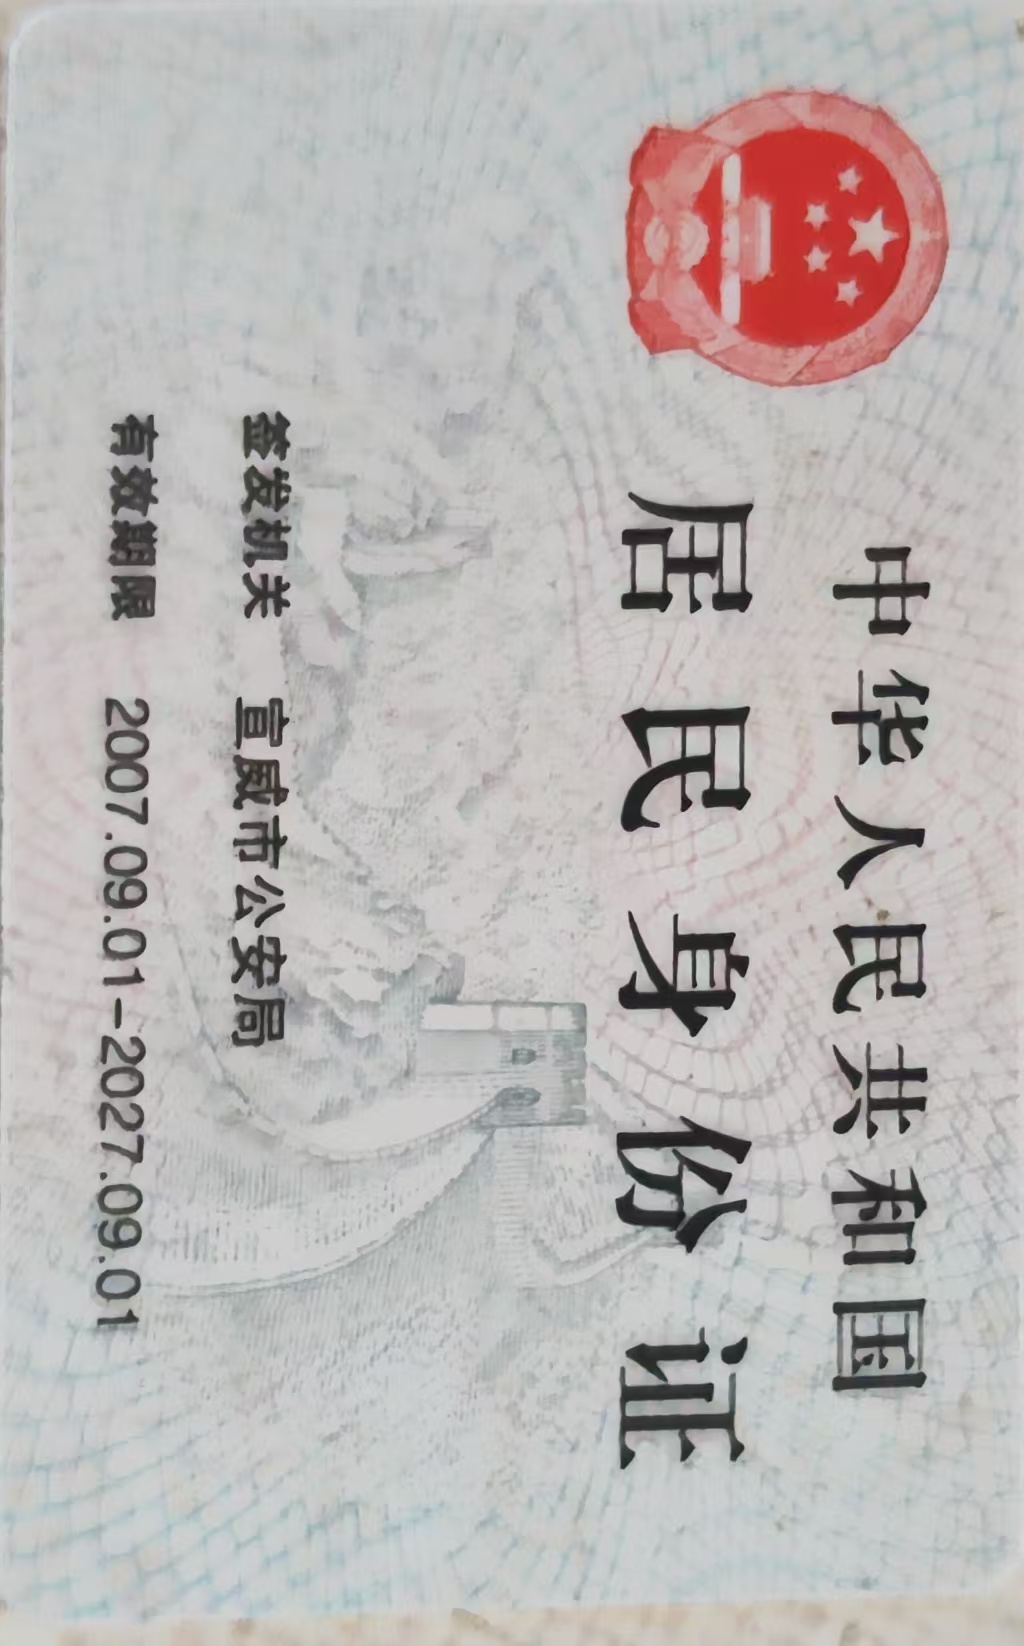 中华人民共和国
居民身份证
签发机关 宣威市公安局
有效期限 2007.09.01-2027.09.01